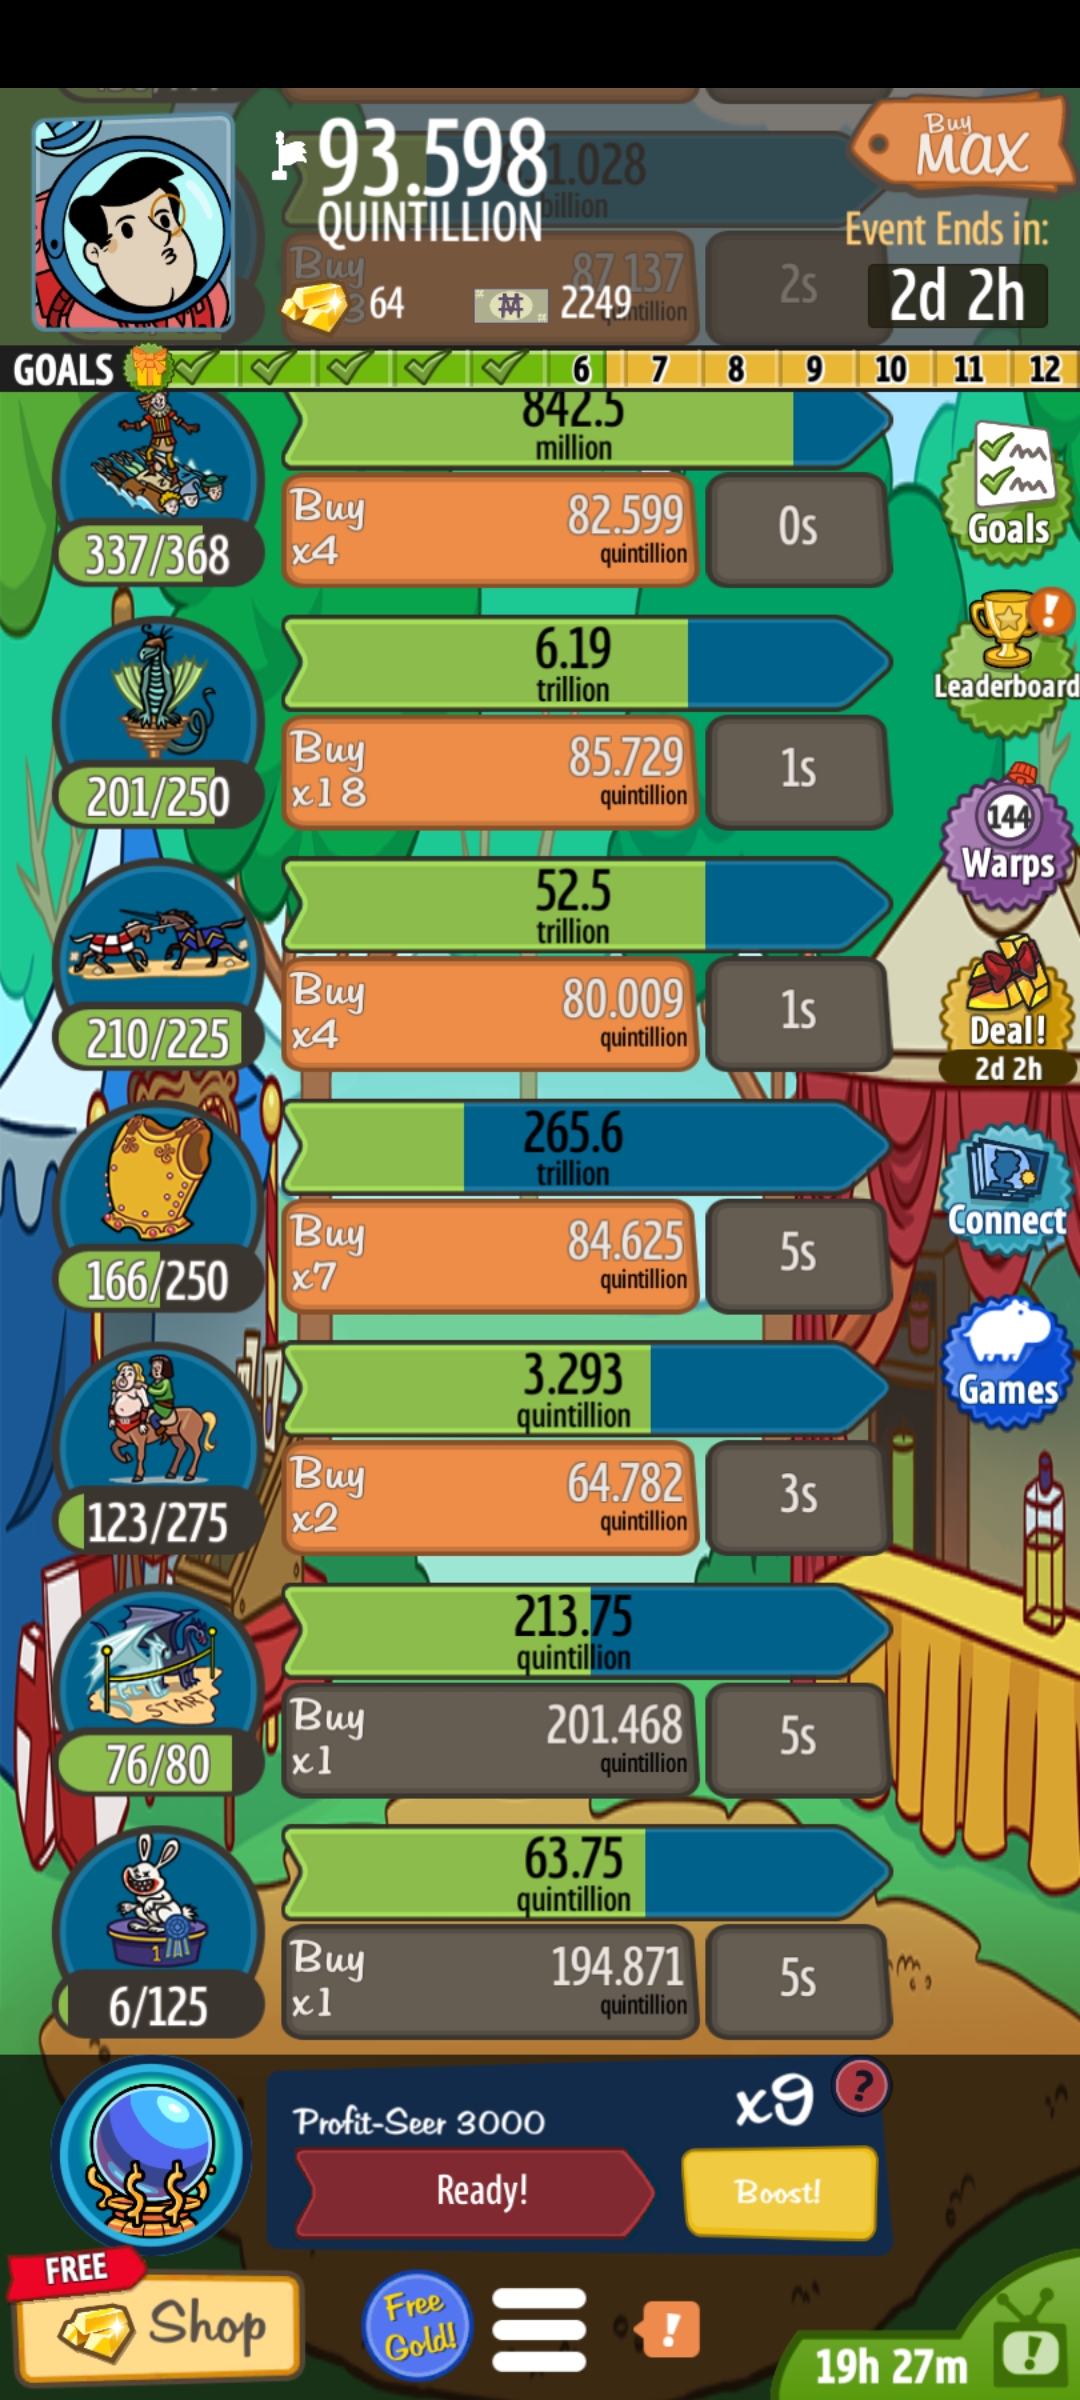 93.598
QUINTILLION
64
2249
Buy
MAX
Event Ends in:
2d 2h
Buy
87.137
quintillion
2s
GOALS
6
7
8
9
10
11
12
842.5
million
337/368
Buy
x4
82.599
quintillion
0s
Goals
6.19
trillion
201/250
Buy
x18
85.729
quintillion
1s
Leaderboard
144
Warps
52.5
trillion
210/225
Buy
x4
80.009
quintillion
1s
Deal!
2d 2h
265.6
trillion
166/250
Buy
x7
84.625
quintillion
5s
Connect
3.293
quintillion
123/275
Buy
x2
64.782
quintillion
3s
Games
213.75
quintillion
START
76/80
Buy
x1
201.468
quintillion
5s
63.75
quintillion
1
6/125
Buy
x1
194.871
quintillion
5s
Profit-Seer 3000
x9
?
Ready!
Boost!
FREE
Shop
Free
Gold!
!
19h 27m
!